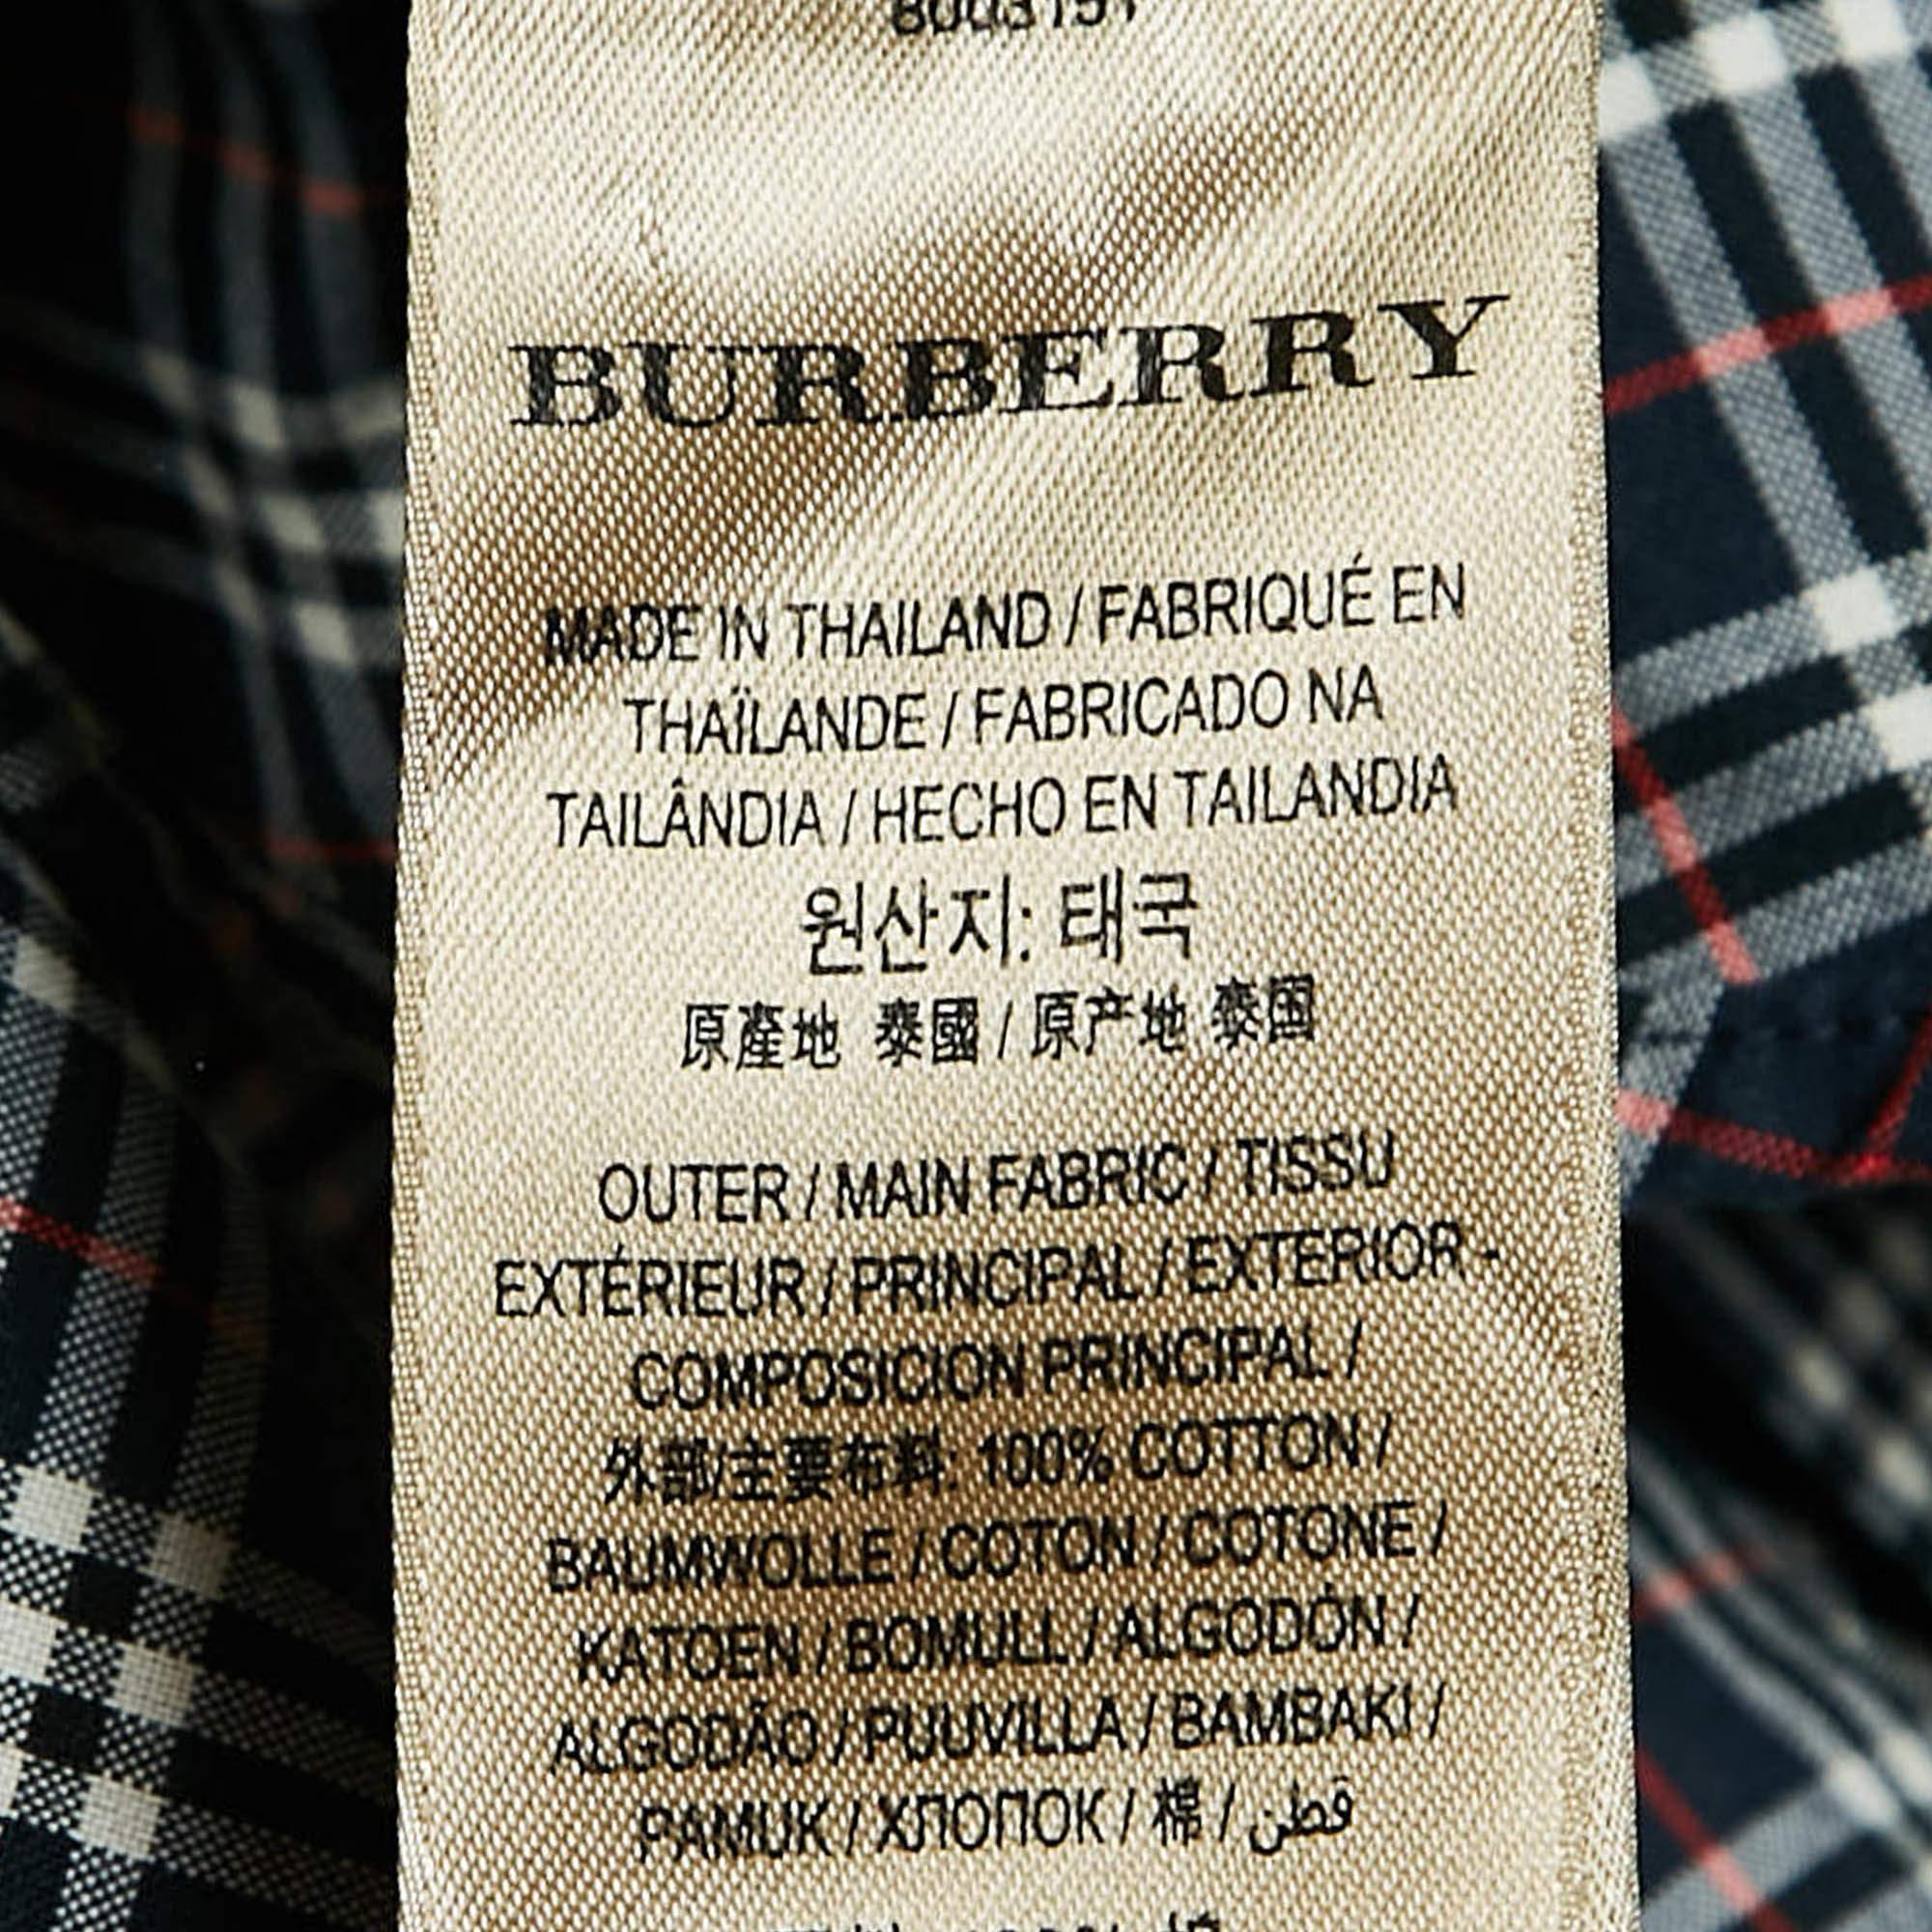 8003151
BURBERRY
MADE IN THAILAND / FABRIQUÉ EN
THAÏLANDE / FABRICADO NA
TAILÂNDIA / HECHO EN TAILANDIA
원산지: 태국
原產地 泰國 / 原产地 泰国
OUTER / MAIN FABRIC / TISSU
EXTÉRIEUR / PRINCIPAL / EXTERIOR -
COMPOSICION PRINCIPAL /
外部/主要布料: 100% COTTON /
BAUMWOLLE / COTON / COTONE /
KATOEN / BOMULL / ALGODÓN /
ALGODÃO / PUUVILLA / BAMBAKI /
PAMUK / ХЛОПОК / 棉 / قطن